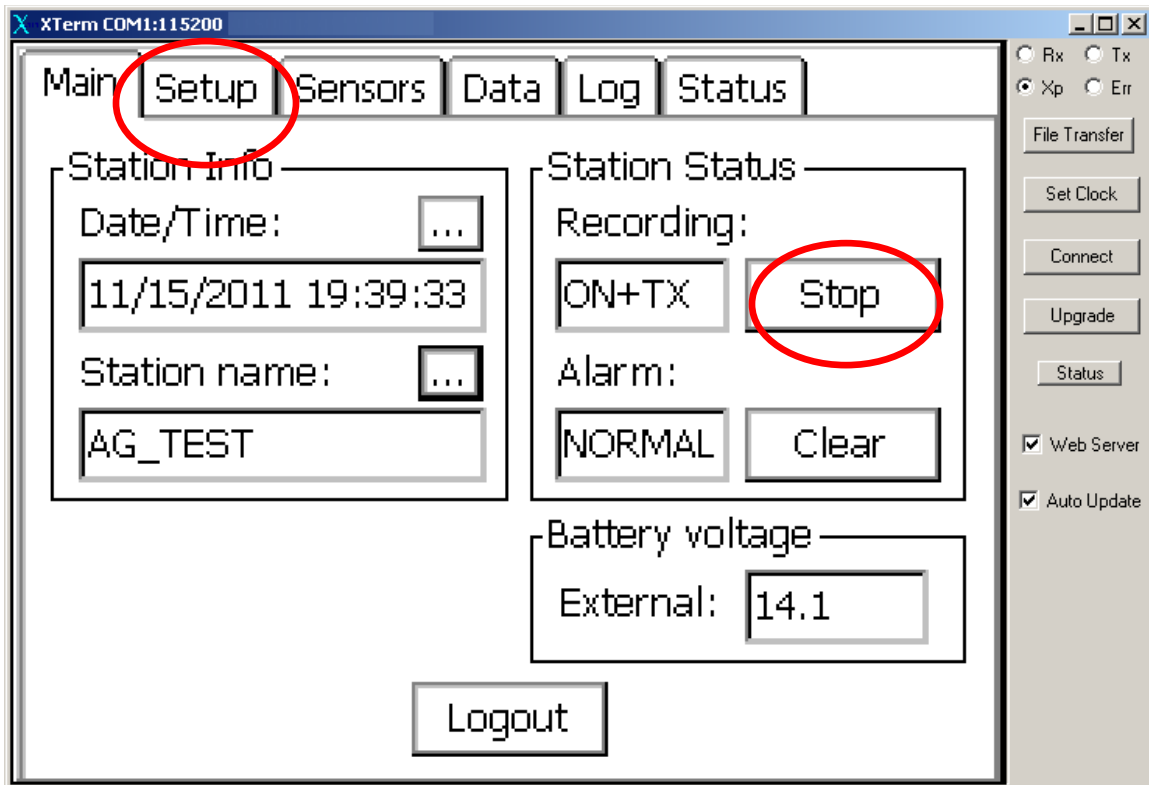 XTerm COM1:115200
Main Setup Sensors Data Log Status
Station Info
Date/Time: ...
11/15/2011 19:39:33
Station name: ...
AG_TEST
Station Status
Recording:
ON+TX Stop
Alarm:
NORMAL Clear
Battery voltage
External: 14.1
Logout
Rx Tx
Xp Err
File Transfer
Set Clock
Connect
Upgrade
Status
Web Server
Auto Update